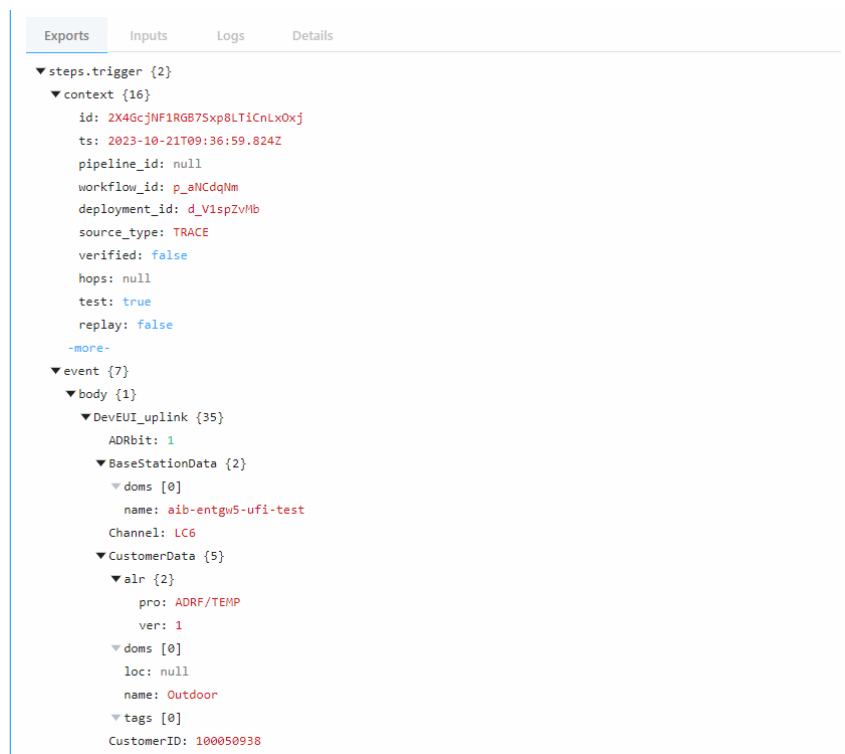 Exports Inputs Logs Details
steps.trigger {2}
context {16}
id: 2X4GcjNF1RGB7Sxp8LTiCnLxOxj
ts: 2023-10-21T09:36:59.824Z
pipeline_id: null
workflow_id: p_aNCdqNm
deployment_id: d_V1spZvMb
source_type: TRACE
verified: false
hops: null
test: true
replay: false
-more-
event {7}
body {1}
DevEUI_uplink {35}
ADRbit: 1
BaseStationData {2}
doms [0]
name: aib-entgw5-ufi-test
Channel: LC6
CustomerData {5}
alr {2}
pro: ADRF/TEMP
ver: 1
doms [0]
loc: null
name: Outdoor
tags [0]
CustomerID: 100050938